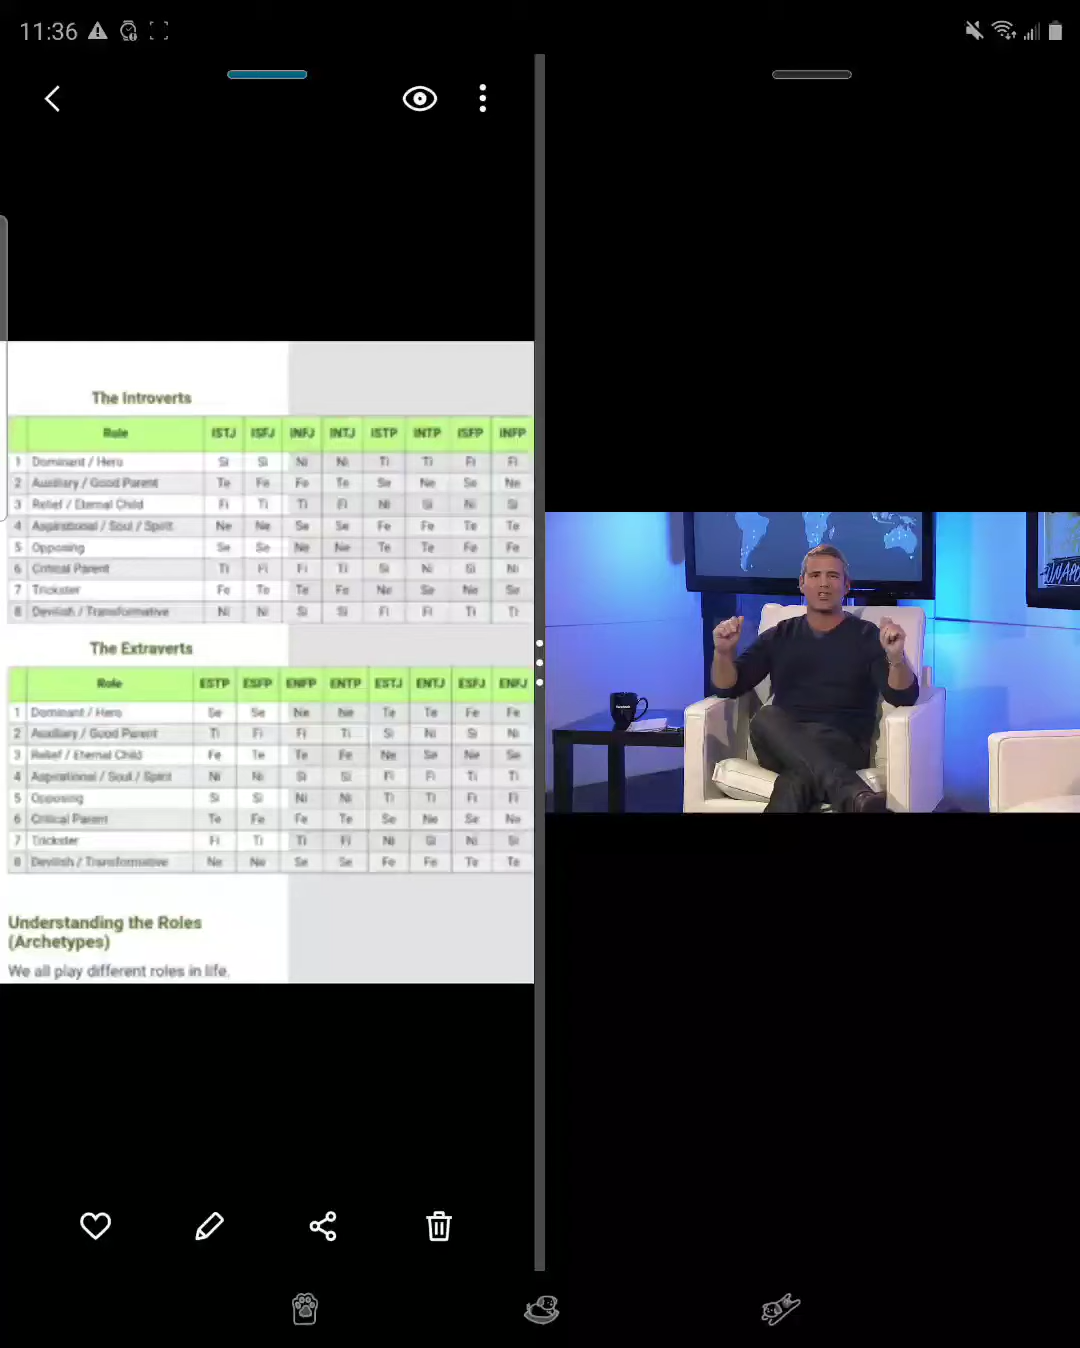 11:36
The Introverts
Role ISTJ ISFJ INFJ INTJ ISTP INTP ISFP INFP
1 Dominant / Hero Si Si Ni Ni Ti Ti Fi Fi
2 Auxiliary / Good Parent Te Fe Fe Te Se Ne Se Ne
3 Relief / Eternal Child Fi Ti Ti Fi Ni Si Ni Si
4 Aspirational / Soul / Spirit Ne Ne Se Se Fe Fe Te Te
5 Opposing Se Se Ne Ne Te Te Fe Fe
6 Critical Parent Ti Fi Fi Ti Si Ni Si Ni
7 Trickster Fe Te Te Fe Ne Se Ne Se
8 Devilish / Transformative Ni Ni Si Si Fi Fi Ti Ti
The Extraverts
Role ESTP ESFP ENFP ENTP ESTJ ENTJ ESFJ ENFJ
1 Dominant / Hero Se Se Ne Ne Te Te Fe Fe
2 Auxiliary / Good Parent Ti Fi Fi Ti Si Ni Si Ni
3 Relief / Eternal Child Fe Te Te Fe Ne Se Ne Se
4 Aspirational / Soul / Spirit Ni Ni Si Si Fi Fi Ti Ti
5 Opposing Si Si Ni Ni Ti Ti Fi Fi
6 Critical Parent Te Fe Fe Te Se Ne Se Ne
7 Trickster Fi Ti Ti Fi Ni Si Ni Si
8 Devilish / Transformative Ne Ne Se Se Fe Fe Te Te
Understanding the Roles
(Archetypes)
We all play different roles in life.
#UNAPO